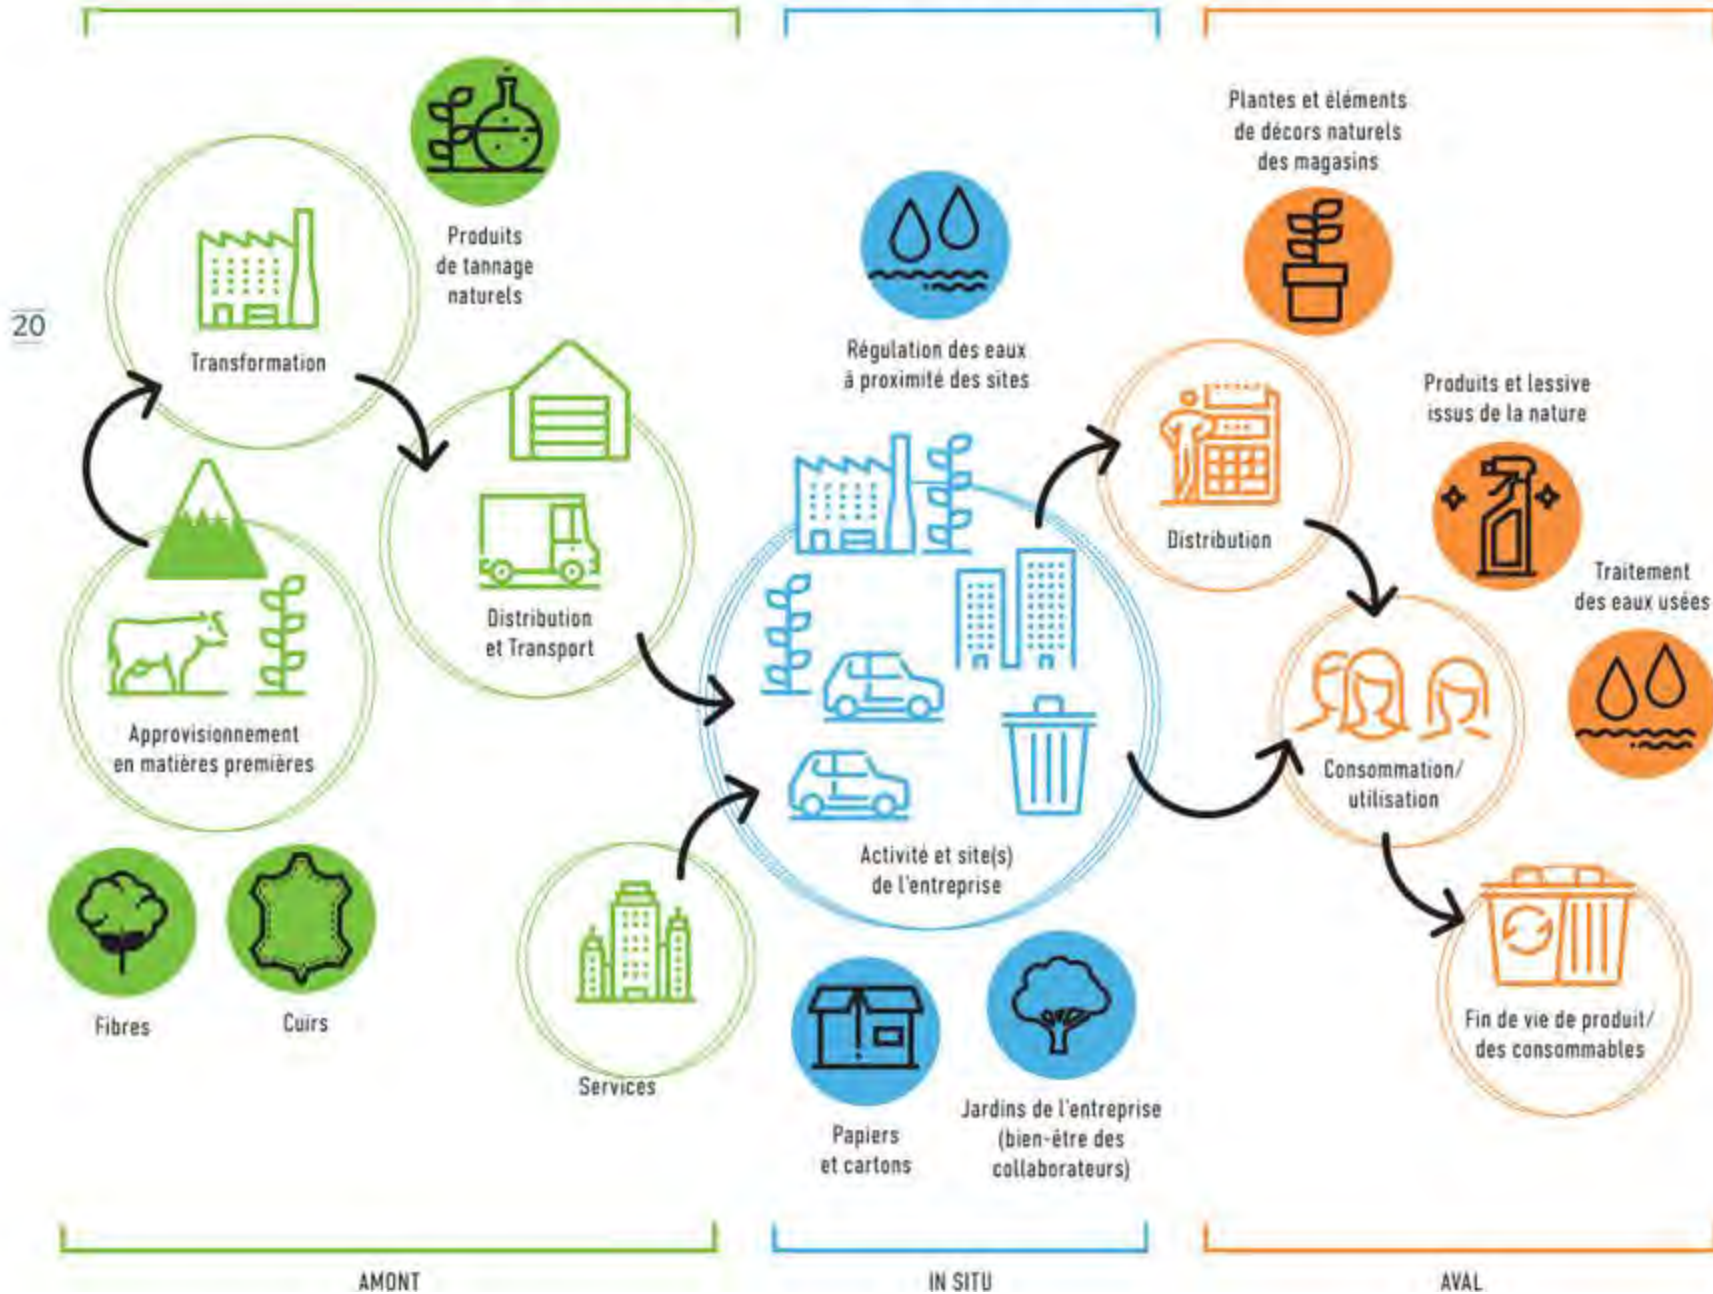 20
Produits
de tannage
naturels
Transformation
Distribution
et Transport
Approvisionnement
en matières premières
Fibres
Cuirs
Services
Régulation des eaux
à proximité des sites
Activité et site(s)
de l'entreprise
Papiers
et cartons
Jardins de l'entreprise
(bien-être des
collaborateurs)
Plantes et éléments
de décors naturels
des magasins
Distribution
Produits et lessive
issus de la nature
Traitement
des eaux usées
Consommation/
utilisation
Fin de vie de produit/
des consommables
AMONT
IN SITU
AVAL